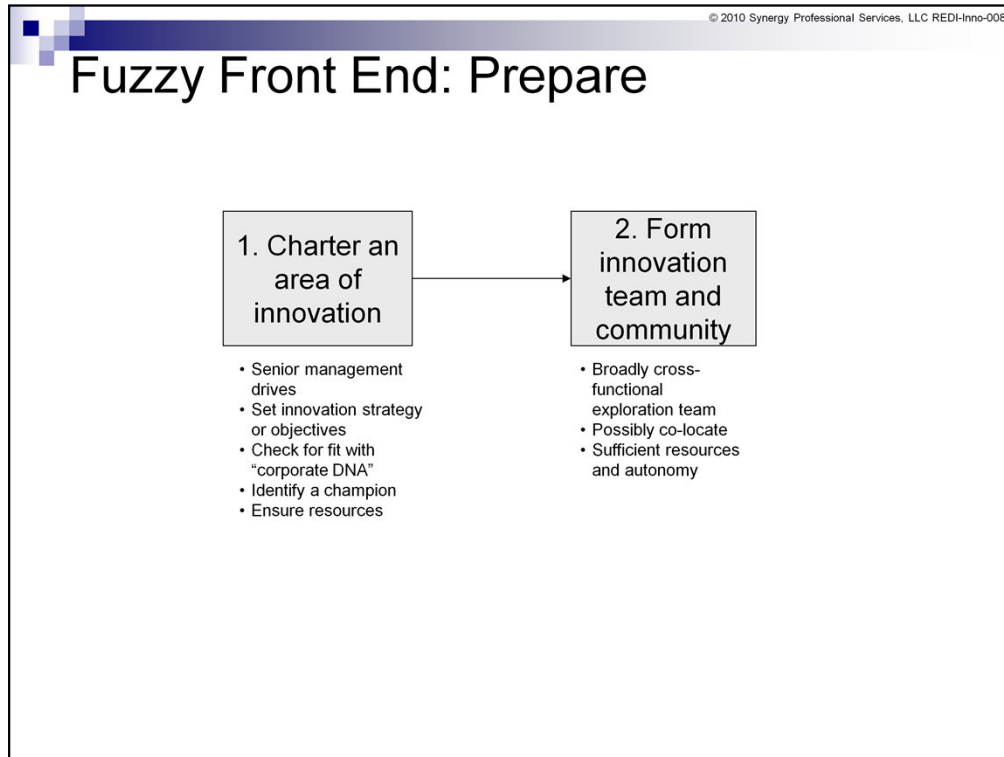 © 2010 Synergy Professional Services, LLC REDI-Inno-008
Fuzzy Front End: Prepare
1. Charter an
area of
innovation
• Senior management
drives
• Set innovation strategy
or objectives
• Check for fit with
“corporate DNA”
• Identify a champion
• Ensure resources
2. Form
innovation
team and
community
• Broadly cross-
functional
exploration team
• Possibly co-locate
• Sufficient resources
and autonomy